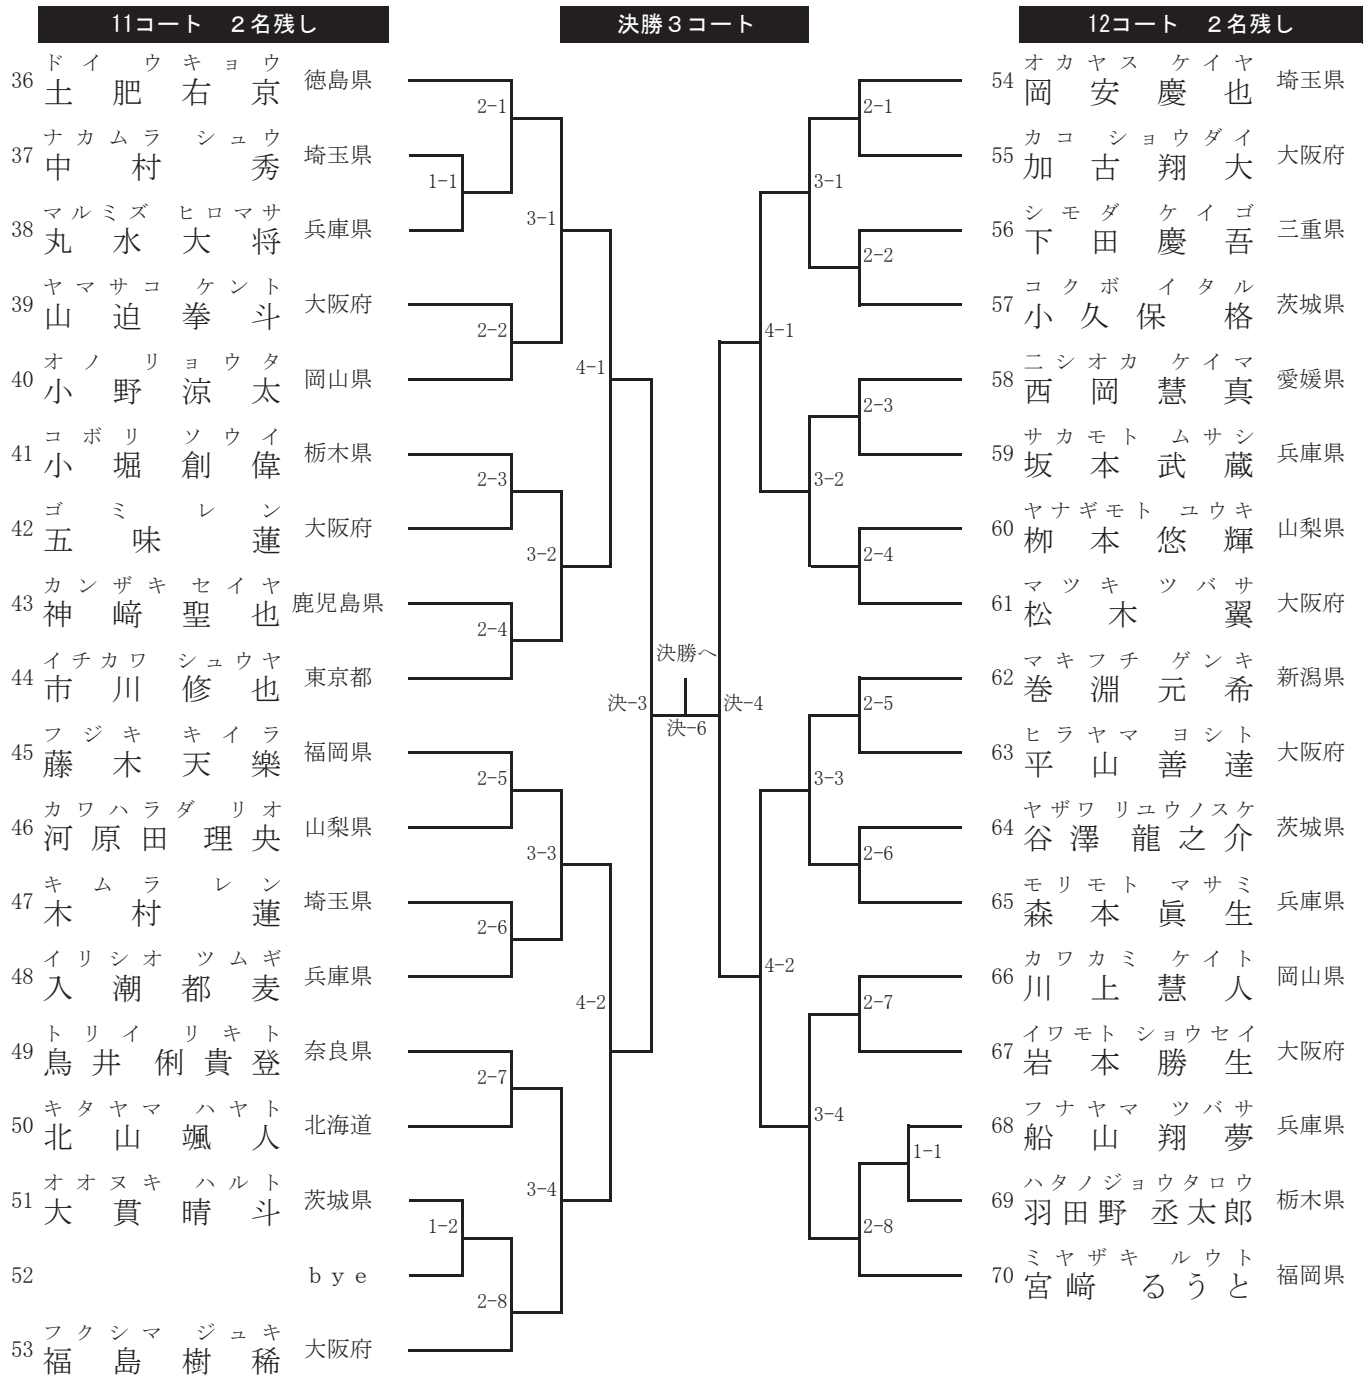 11コート　２名残し
ドイ ウキョウ
36 土肥右京 徳島県
ナカムラ シュウ
37 中村秀 埼玉県
マルミズ ヒロマサ
38 丸水大将 兵庫県
ヤマサコ ケント
39 山迫拳斗 大阪府
オノ リョウタ
40 小野涼太 岡山県
コボリ ソウイ
41 小堀創偉 栃木県
ゴミ レン
42 五味蓮 大阪府
カンザキ セイヤ
43 神﨑聖也 鹿児島県
イチカワ シュウヤ
44 市川修也 東京都
フジキ キイラ
45 藤木天樂 福岡県
カワハラダ リオ
46 河原田理央 山梨県
キムラ レン
47 木村蓮 埼玉県
イリシオ ツムギ
48 入潮都麦 兵庫県
トリイ リキト
49 鳥井俐貴登 奈良県
キタヤマ ハヤト
50 北山颯人 北海道
オオヌキ ハルト
51 大貫晴斗 茨城県
52 ｂｙｅ
フクシマ ジュキ
53 福島樹稀 大阪府
1-1
1-2
2-1
2-2
2-3
2-4
2-5
2-6
2-7
2-8
3-1
3-2
3-3
3-4
4-1
4-2
決勝３コート
決勝へ
決-3
決-6
決-4
4-1
4-2
3-1
3-2
3-3
3-4
2-1
2-2
2-3
2-4
2-5
2-6
2-7
2-8
1-1
12コート　２名残し
オカヤス ケイヤ
54 岡安慶也 埼玉県
カコ ショウダイ
55 加古翔大 大阪府
シモダ ケイゴ
56 下田慶吾 三重県
コクボ イタル
57 小久保格 茨城県
ニシオカ ケイマ
58 西岡慧真 愛媛県
サカモト ムサシ
59 坂本武蔵 兵庫県
ヤナギモト ユウキ
60 栁本悠輝 山梨県
マツキ ツバサ
61 松木翼 大阪府
マキフチ ゲンキ
62 巻淵元希 新潟県
ヒラヤマ ヨシト
63 平山善達 大阪府
ヤザワ リユウノスケ
64 谷澤龍之介 茨城県
モリモト マサミ
65 森本眞生 兵庫県
カワカミ ケイト
66 川上慧人 岡山県
イワモト ショウセイ
67 岩本勝生 大阪府
フナヤマ ツバサ
68 船山翔夢 兵庫県
ハタノジョウタロウ
69 羽田野丞太郎 栃木県
ミヤザキ ルウト
70 宮﨑るうと 福岡県